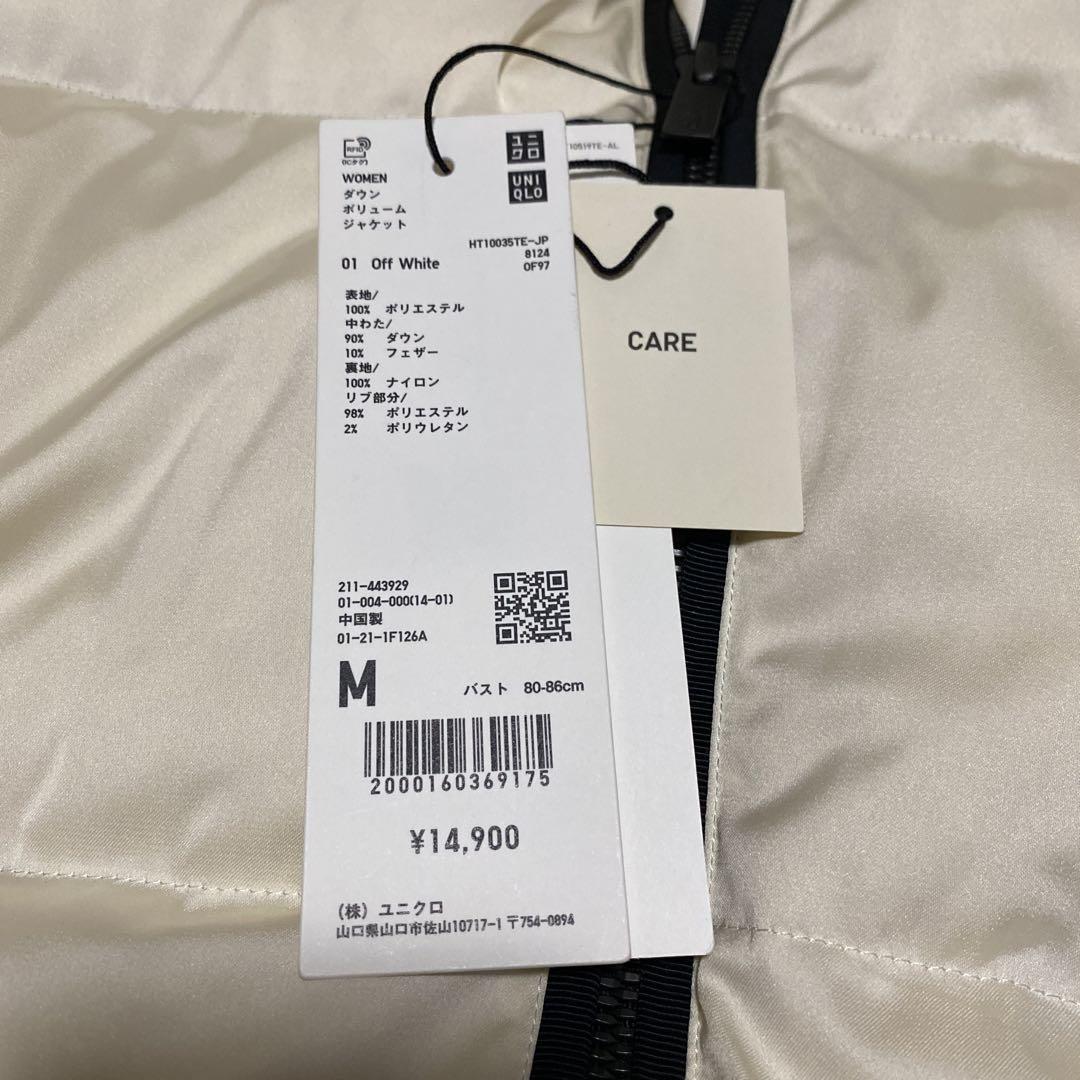 RFID
(ICタグ)
ユニ
クロ
UNI
QLO
WOMEN
ダウン
ボリューム
ジャケット
HT10035TE-JP
8124
0F97
01 Off White
表地/
100% ポリエステル
中わた/
90% ダウン
10% フェザー
裏地/
100% ナイロン
リブ部分/
98% ポリエステル
2% ポリウレタン
211-443929
01-004-000(14-01)
中国製
01-21-1F126A
M
バスト 80-86cm
2000160369175
¥14,900
(株) ユニクロ
山口県山口市佐山10717-1 〒754-0894
10519TE-AL
CARE